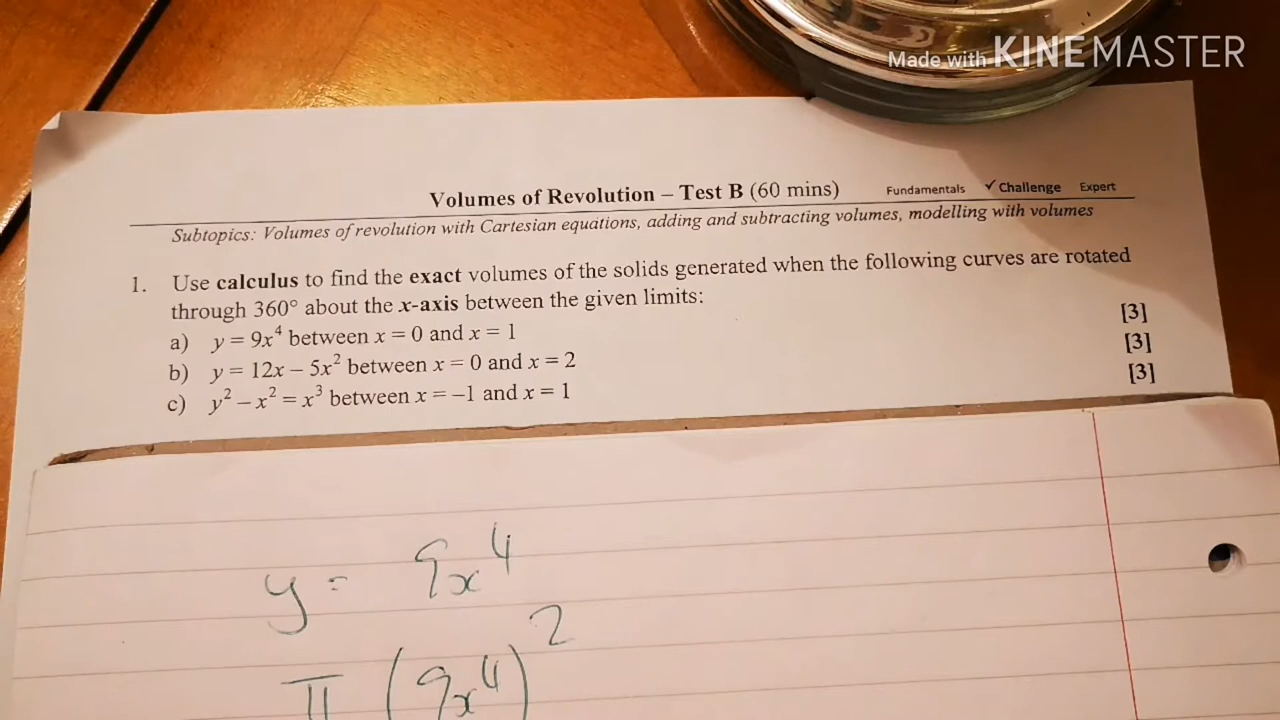 Made with KINEMASTER
Volumes of Revolution – Test B (60 mins) Fundamentals ✓Challenge Expert
Subtopics: Volumes of revolution with Cartesian equations, adding and subtracting volumes, modelling with volumes
1. Use calculus to find the exact volumes of the solids generated when the following curves are rotated
through 360° about the x-axis between the given limits:
a) y = 9x⁴ between x = 0 and x = 1 [3]
b) y = 12x – 5x² between x = 0 and x = 2 [3]
c) y² – x² = x³ between x = –1 and x = 1 [3]
y = 9x⁴
π (9x⁴)²